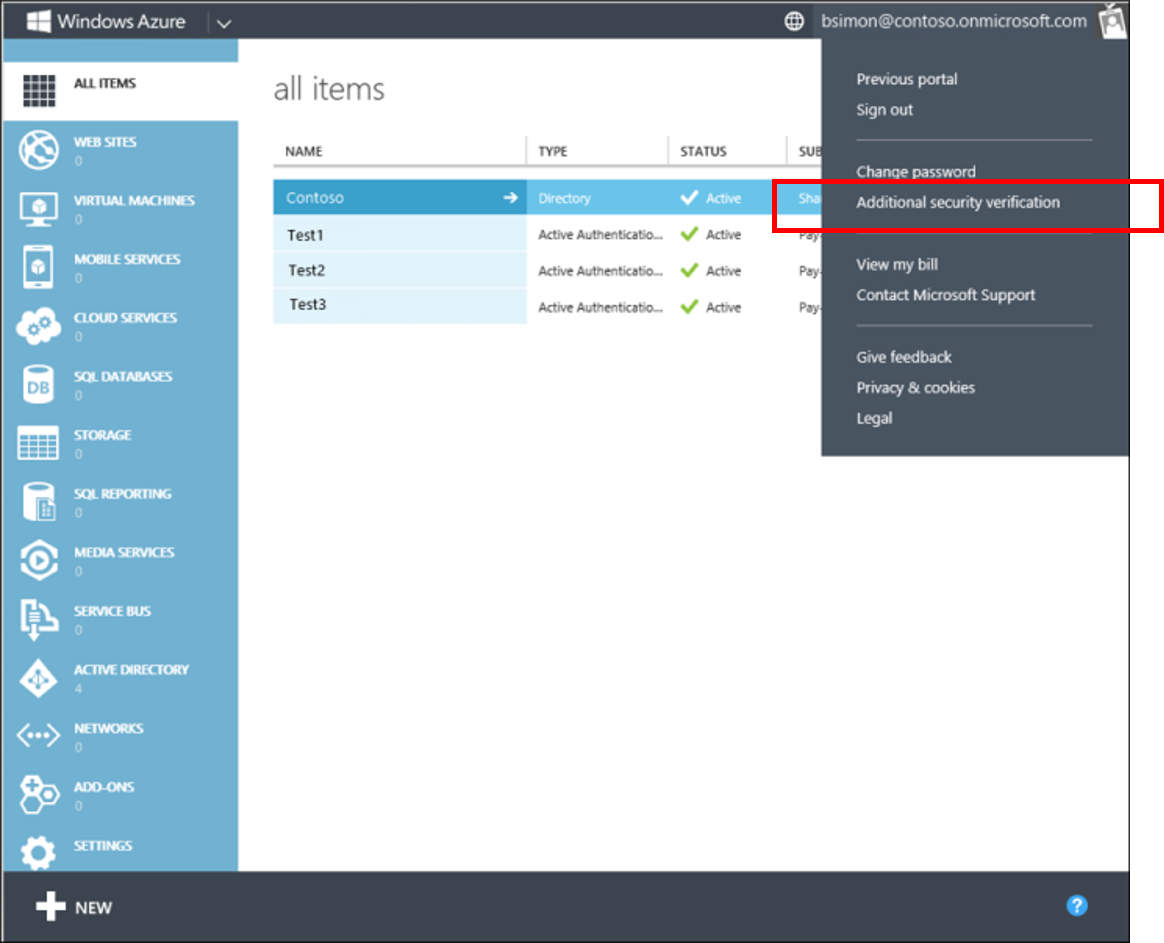 Windows Azure
bsimon@contoso.onmicrosoft.com
ALL ITEMS
WEB SITES
0
VIRTUAL MACHINES
0
MOBILE SERVICES
0
CLOUD SERVICES
0
SQL DATABASES
0
DB
STORAGE
0
SQL REPORTING
0
MEDIA SERVICES
0
SERVICE BUS
0
ACTIVE DIRECTORY
4
NETWORKS
0
ADD-ONS
0
SETTINGS
all items
NAME TYPE STATUS SUB
Contoso Directory Active Sha
Test1 Active Authenticatio... Active Pay-
Test2 Active Authenticatio... Active Pay-
Test3 Active Authenticatio... Active Pay-
Previous portal
Sign out
Change password
Additional security verification
View my bill
Contact Microsoft Support
Give feedback
Privacy & cookies
Legal
NEW
?